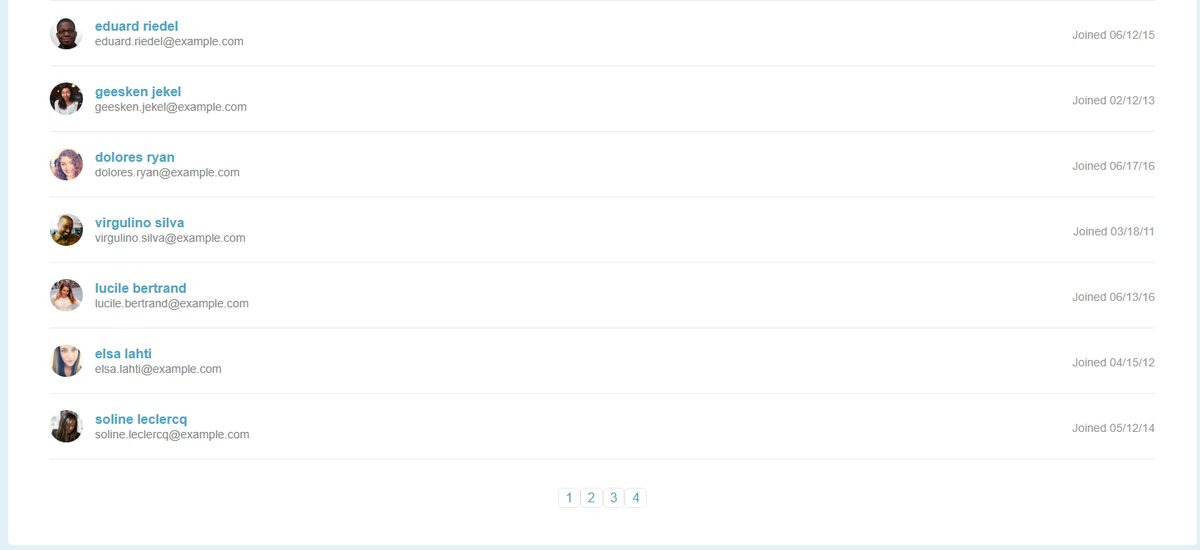 eduard riedel
eduard.riedel@example.com
Joined 06/12/15
geesken jekel
geesken.jekel@example.com
Joined 02/12/13
dolores ryan
dolores.ryan@example.com
Joined 06/17/16
virgulino silva
virgulino.silva@example.com
Joined 03/18/11
lucile bertrand
lucile.bertrand@example.com
Joined 06/13/16
elsa lahti
elsa.lahti@example.com
Joined 04/15/12
soline leclercq
soline.leclercq@example.com
Joined 05/12/14
1 2 3 4